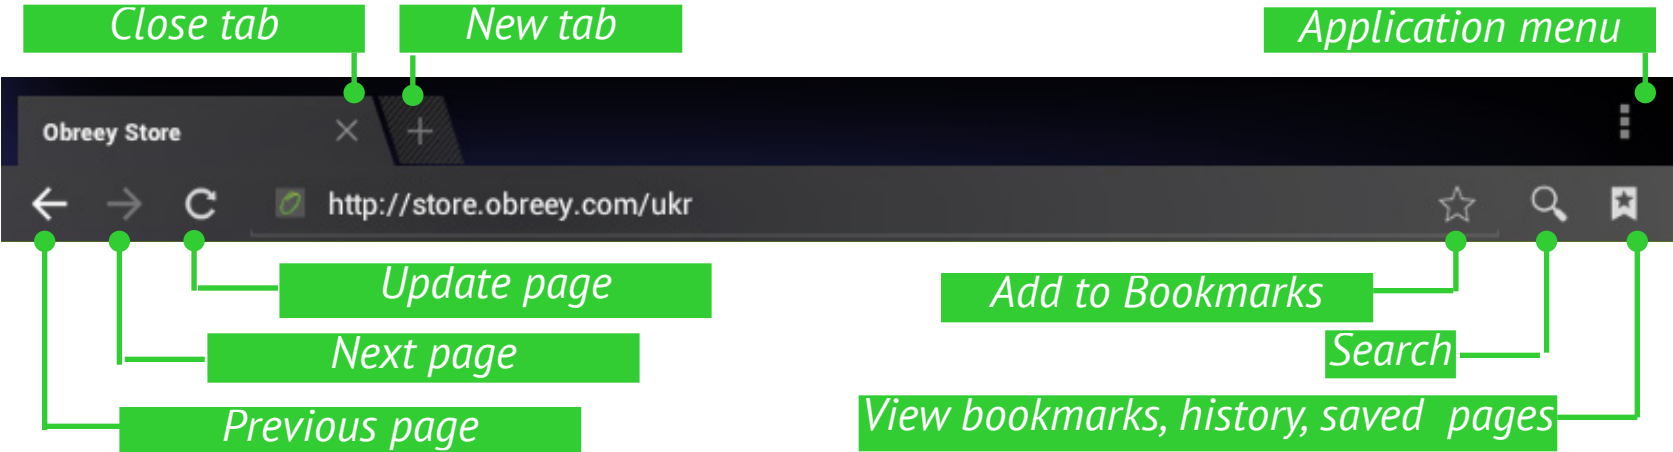 Close tab
New tab
Application menu
Obreey Store
http://store.obreey.com/ukr
Update page
Add to Bookmarks
Next page
Search
Previous page
View bookmarks, history, saved pages